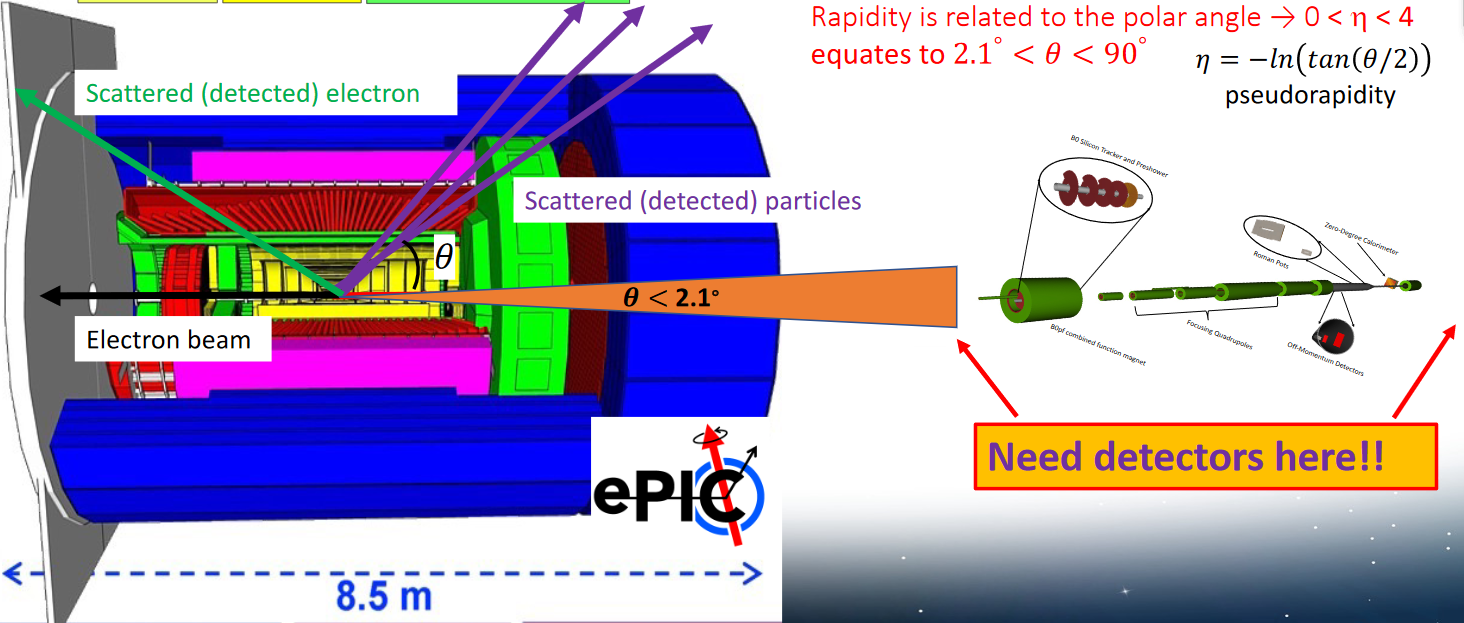 Rapidity is related to the polar angle → 0 < η < 4
equates to 2.1° < θ < 90°
η = −ln(tan(θ/2))
pseudorapidity
Scattered (detected) electron
Scattered (detected) particles
θ
θ < 2.1°
Electron beam
B0 Silicon Tracker and Preshower
Zero-Degree Calorimeter
Roman Pots
Focusing Quadrupoles
B0pf combined function magnet
Off-Momentum Detectors
Need detectors here!!
ePIC
8.5 m